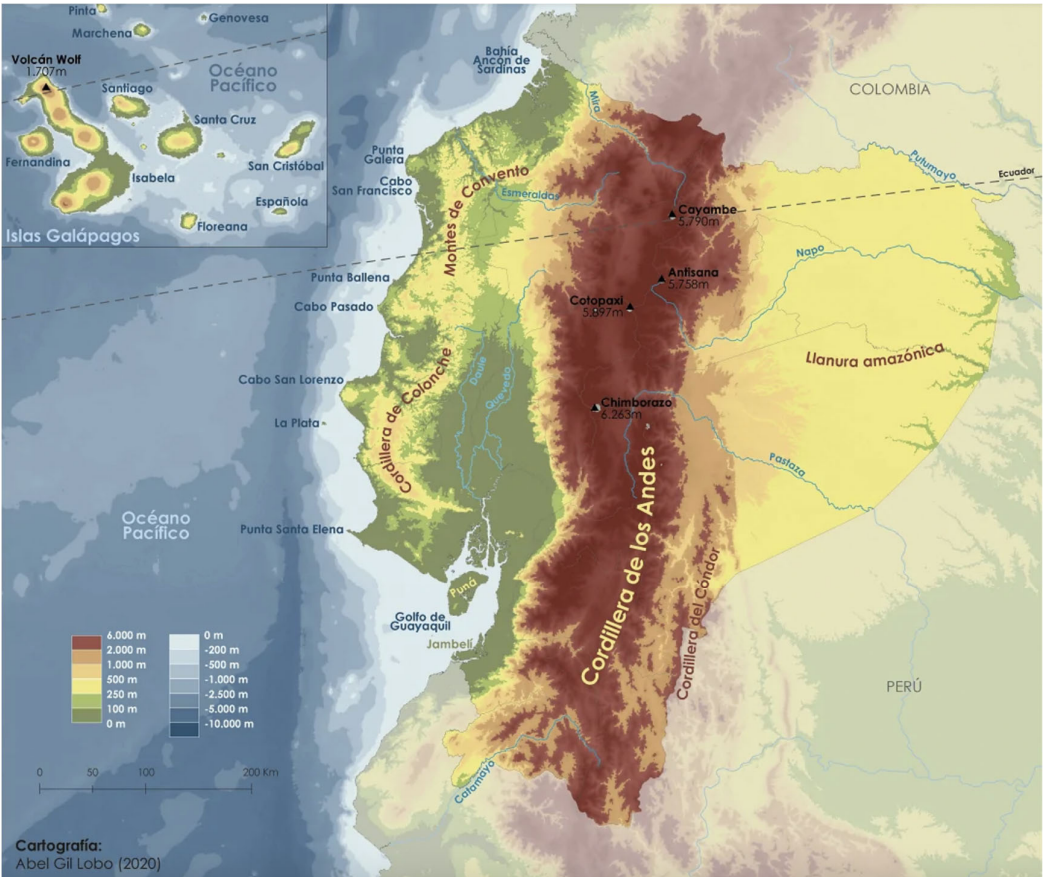 Pinta
Genovesa
Marchena
Volcán Wolf
1.707m
Océano
Pacífico
Santiago
Santa Cruz
Fernandina
San Cristóbal
Isabela
Española
Floreana
Islas Galápagos
Bahía
Ancón de
Sardinas
Mira
COLOMBIA
Punta
Galera
Putumayo
Ecuador
Cabo
San Francisco
Esmeraldas
Montes de Convento
Cayambe
5.790m
Napo
Punta Ballena
Antisana
5.758m
Cabo Pasado
Cotopaxi
5.897m
Llanura amazónica
Cabo San Lorenzo
Cordillera de Colonche
Daule
Quevedo
Chimborazo
6.263m
La Plata
Pastaza
Océano
Pacífico
Punta Santa Elena
Cordillera de los Andes
Cordillera del Cóndor
Puná
Golfo de
Guayaquil
Jambelí
PERÚ
Catamayo
6.000 m
2.000 m
1.000 m
500 m
250 m
100 m
0 m
0 m
-200 m
-500 m
-1.000 m
-2.500 m
-5.000 m
-10.000 m
0 50 100 200 Km
Cartografía:
Abel Gil Lobo (2020)